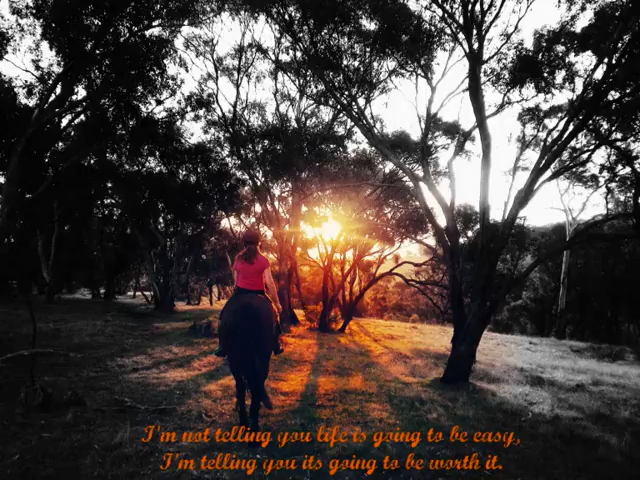 I'm not telling you life is going to be easy,
I'm telling you its going to be worth it.